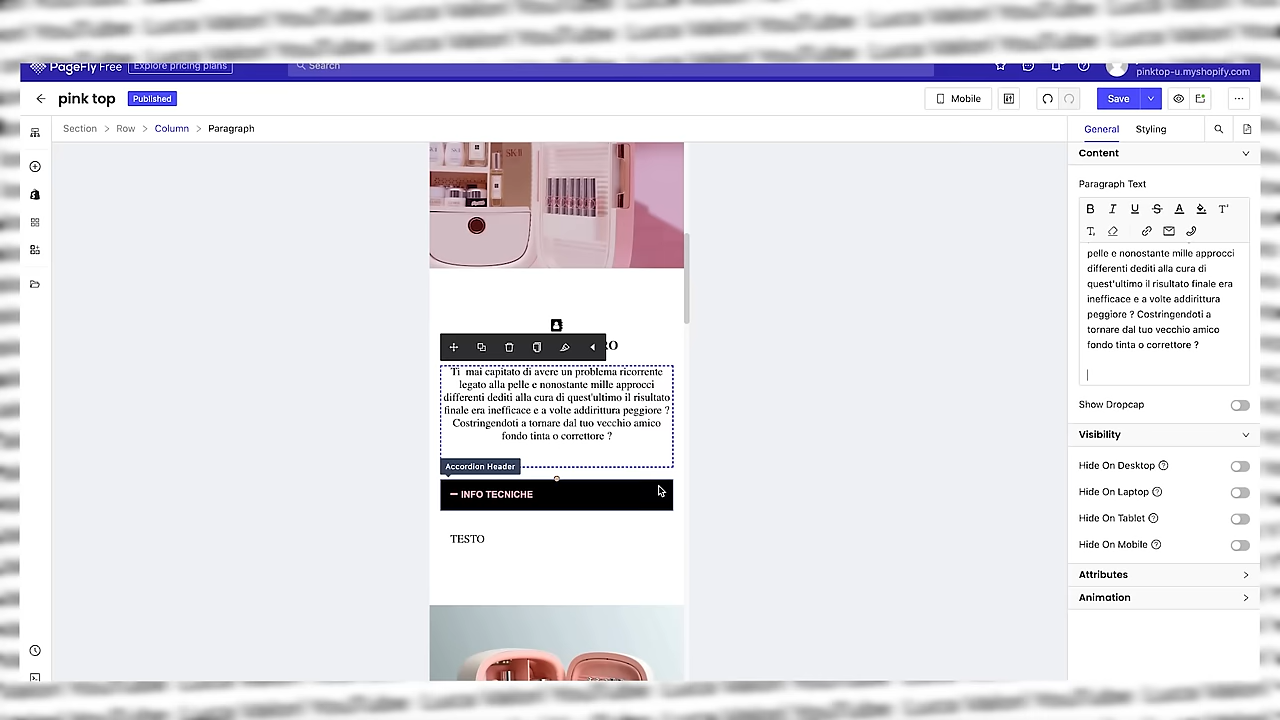 PageFly Free Explore pricing plans Search
pinktop-u.myshopify.com
pink top Published Mobile Save
Section > Row > Column > Paragraph
General Styling
Content
Paragraph Text
B I U S A
pelle e nonostante mille approcci
differenti dediti alla cura di
quest'ultimo il risultato finale era
inefficace e a volte addirittura
peggiore ? Costringendoti a
tornare dal tuo vecchio amico
fondo tinta o correttore ?
Show Dropcap
Visibility
Hide On Desktop
Hide On Laptop
Hide On Tablet
Hide On Mobile
Attributes
Animation
SK-II
RO
Ti mai capitato di avere un problema ricorrente
legato alla pelle e nonostante mille approcci
differenti dediti alla cura di quest'ultimo il risultato
finale era inefficace e a volte addirittura peggiore ?
Costringendoti a tornare dal tuo vecchio amico
fondo tinta o correttore ?
Accordion Header
INFO TECNICHE
TESTO